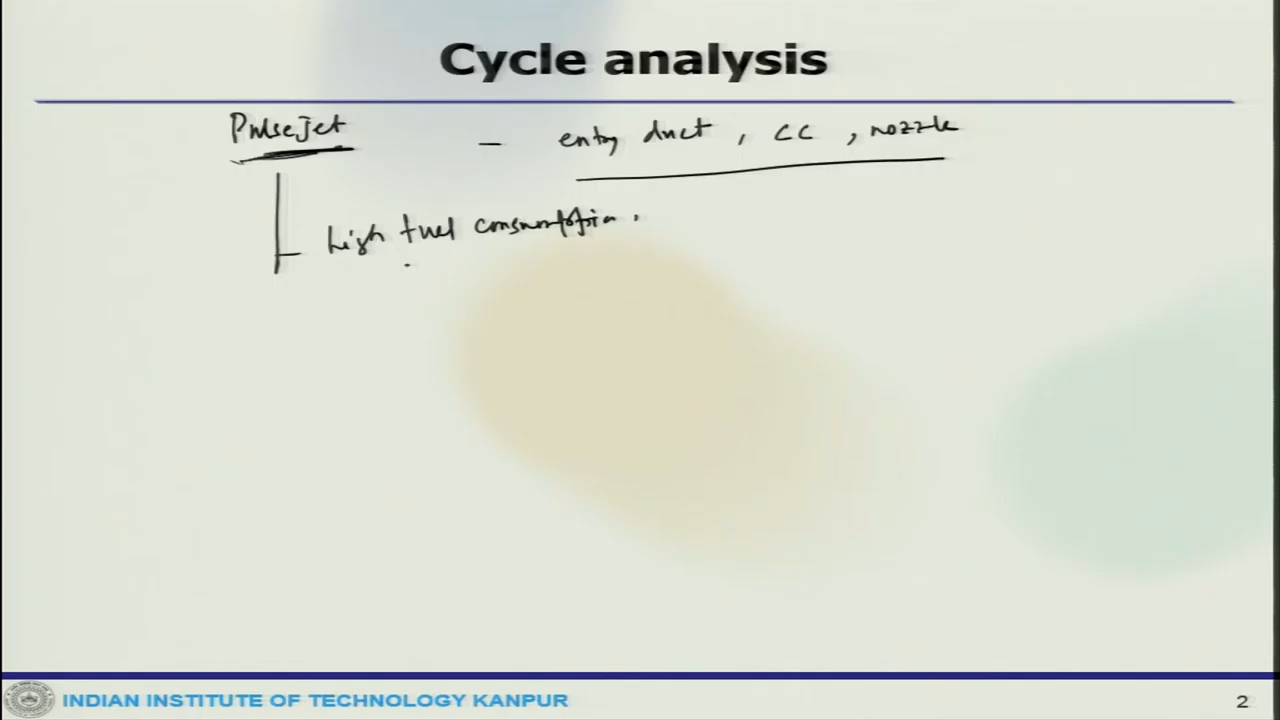 Cycle analysis
Pulsejet - entry duct, CC, nozzle
high fuel consumption.
INDIAN INSTITUTE OF TECHNOLOGY KANPUR
2